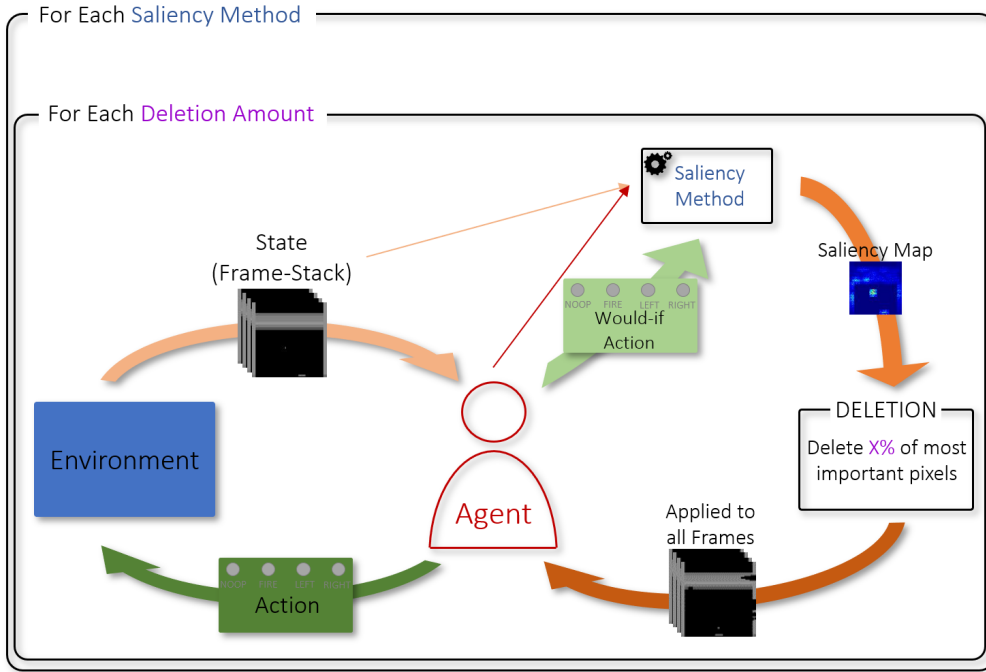 For Each Saliency Method
For Each Deletion Amount
Saliency
Method
State
(Frame-Stack)
Saliency Map
NOOP FIRE LEFT RIGHT
Would-if
Action
Environment
DELETION
Delete X% of most
important pixels
Agent
Applied to
all Frames
NOOP FIRE LEFT RIGHT
Action